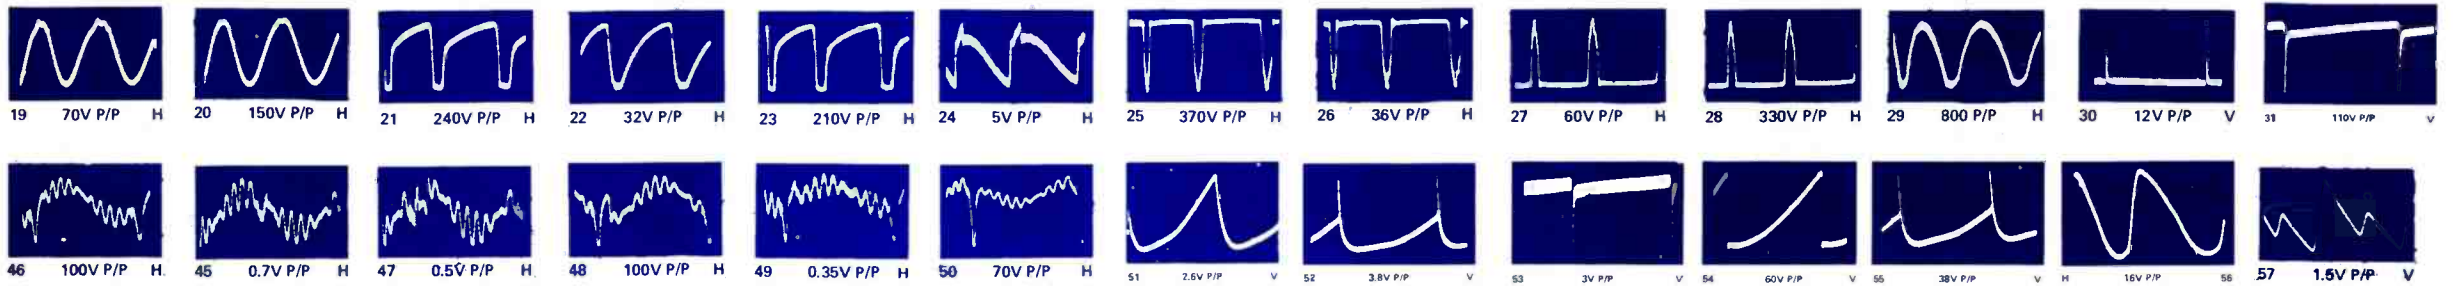 19 70V P/P H
20 150V P/P H
21 240V P/P H
22 32V P/P H
23 210V P/P H
24 5V P/P H
25 370V P/P H
26 36V P/P H
27 60V P/P H
28 330V P/P H
29 800 P/P H
30 12V P/P V
31 110V P/P V
46 100V P/P H
45 0.7V P/P H
47 0.5V P/P H
48 100V P/P H
49 0.35V P/P H
50 70V P/P H
51 2.6V P/P V
52 3.8V P/P V
53 3V P/P V
54 60V P/P V
55 38V P/P V
H 16V P/P 56
57 1.5V P/P V